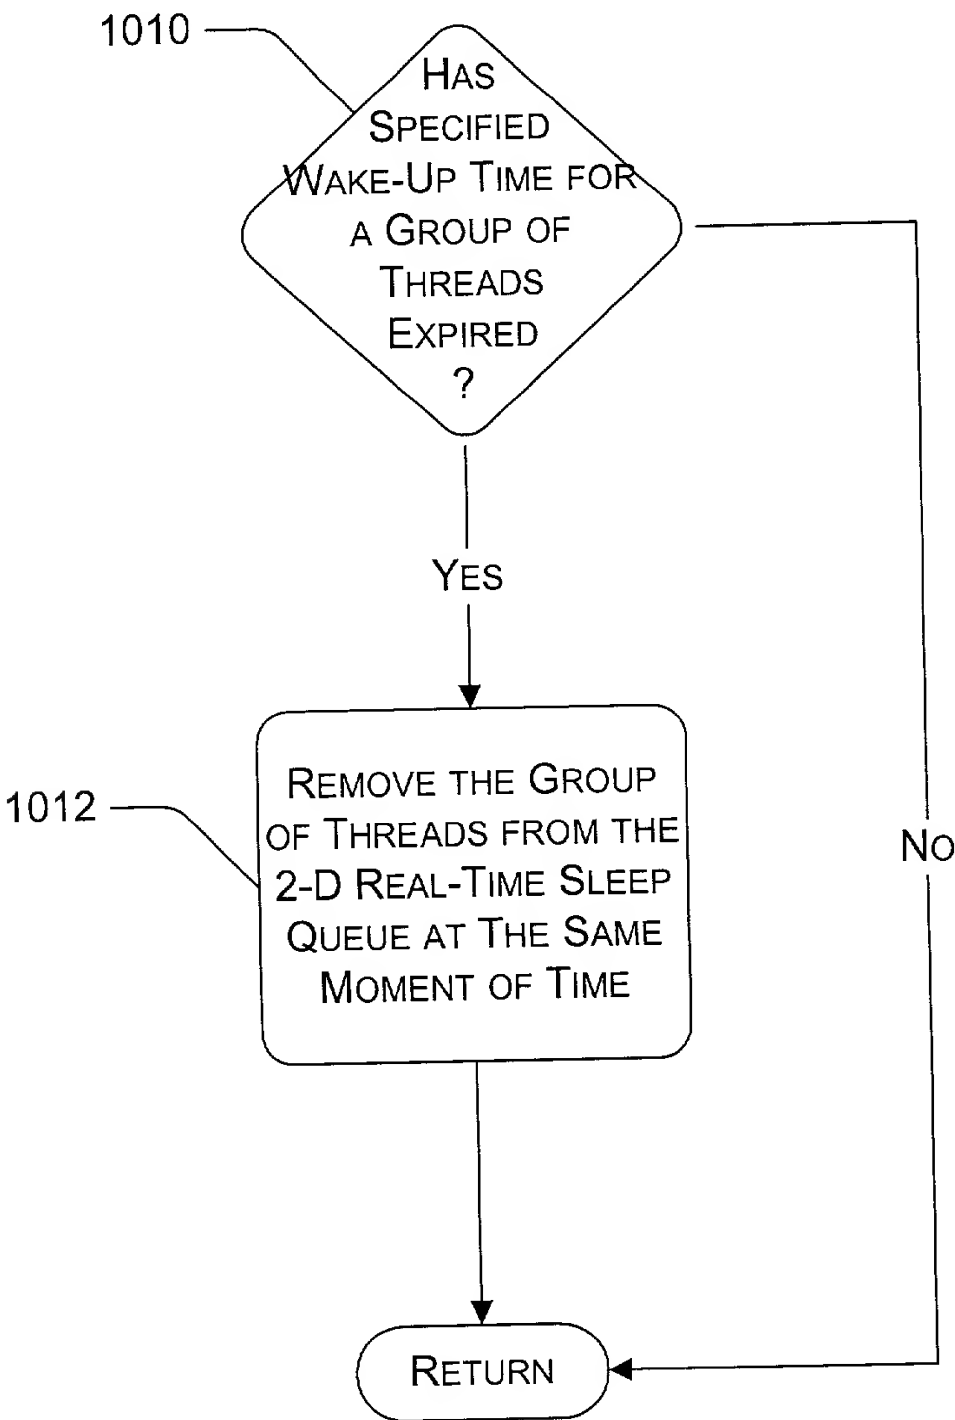 1010
HAS
SPECIFIED
WAKE-UP TIME FOR
A GROUP OF
THREADS
EXPIRED
?
YES
1012
REMOVE THE GROUP
OF THREADS FROM THE
2-D REAL-TIME SLEEP
QUEUE AT THE SAME
MOMENT OF TIME
NO
RETURN